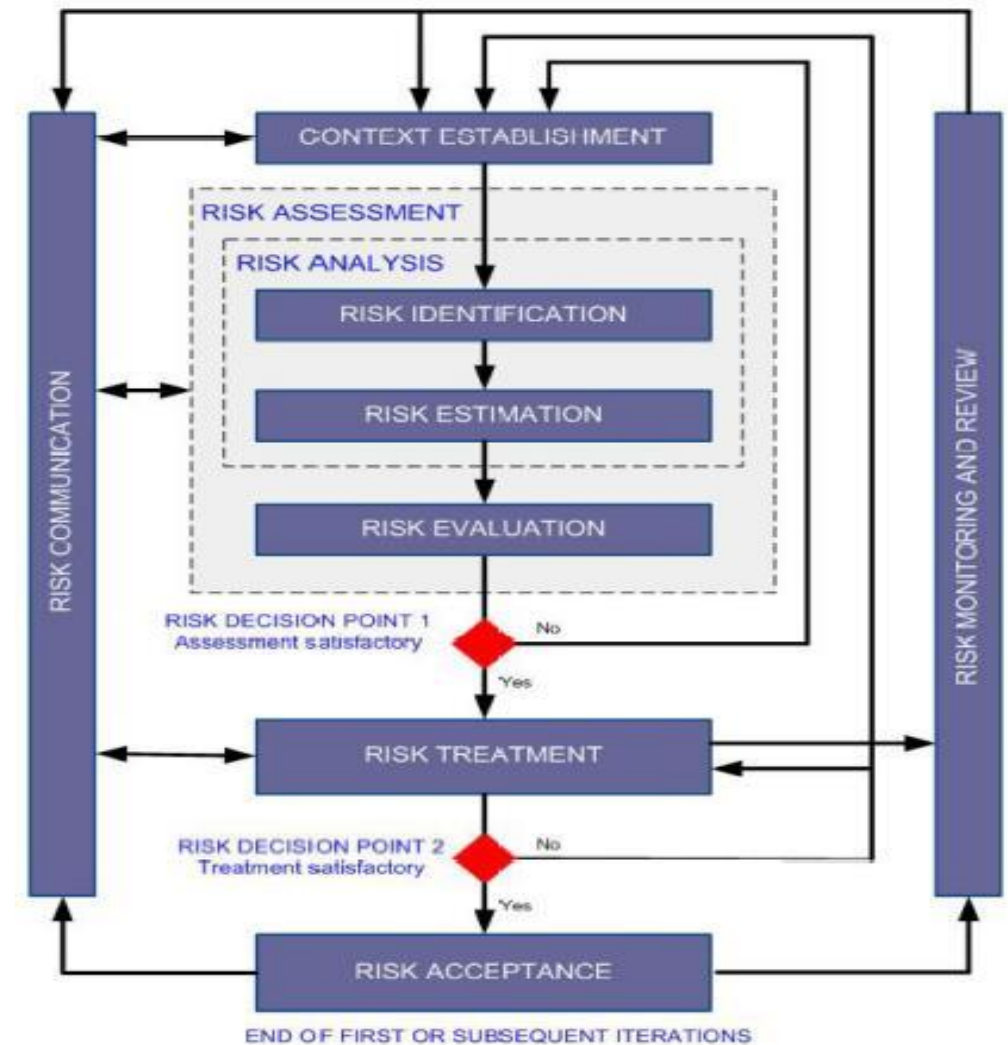 CONTEXT ESTABLISHMENT
RISK ASSESSMENT
RISK ANALYSIS
RISK IDENTIFICATION
RISK ESTIMATION
RISK EVALUATION
RISK COMMUNICATION
RISK MONITORING AND REVIEW
RISK DECISION POINT 1
Assessment satisfactory
No
Yes
RISK TREATMENT
RISK DECISION POINT 2
Treatment satisfactory
No
Yes
RISK ACCEPTANCE
END OF FIRST OR SUBSEQUENT ITERATIONS